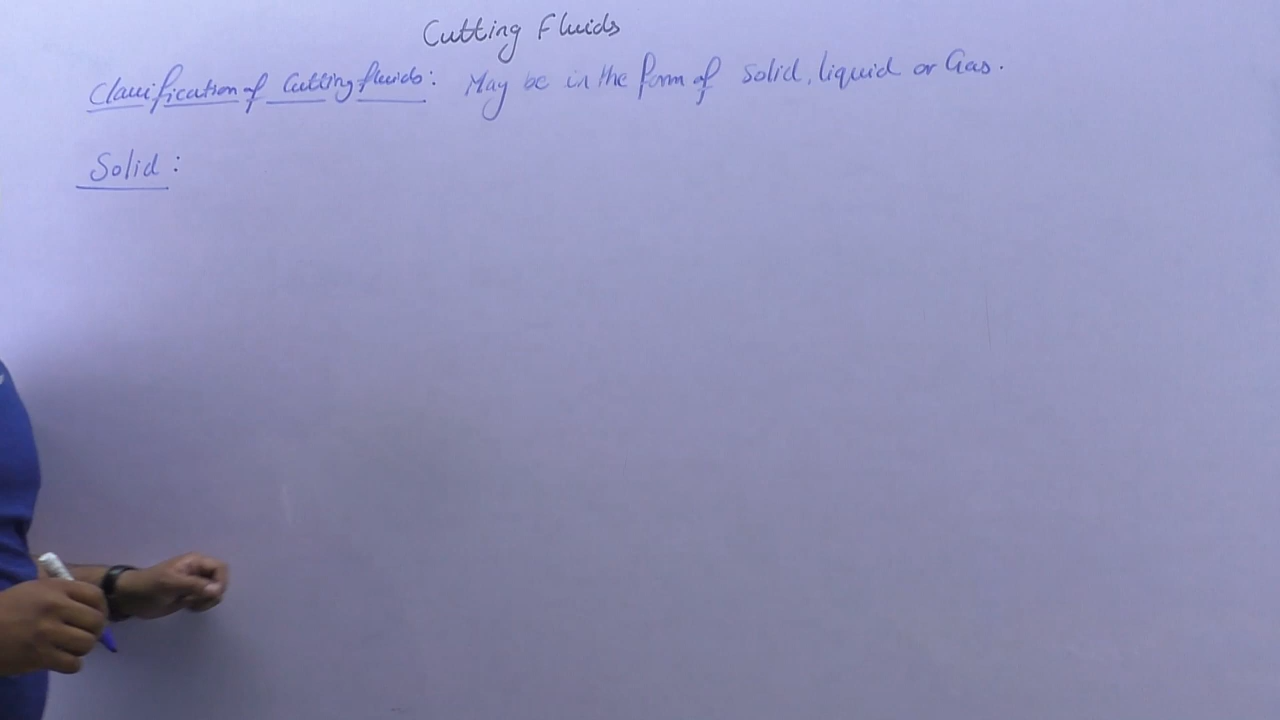 Cutting Fluids
Classification of Cutting fluids: May be in the form of Solid, liquid or Gas.
Solid: